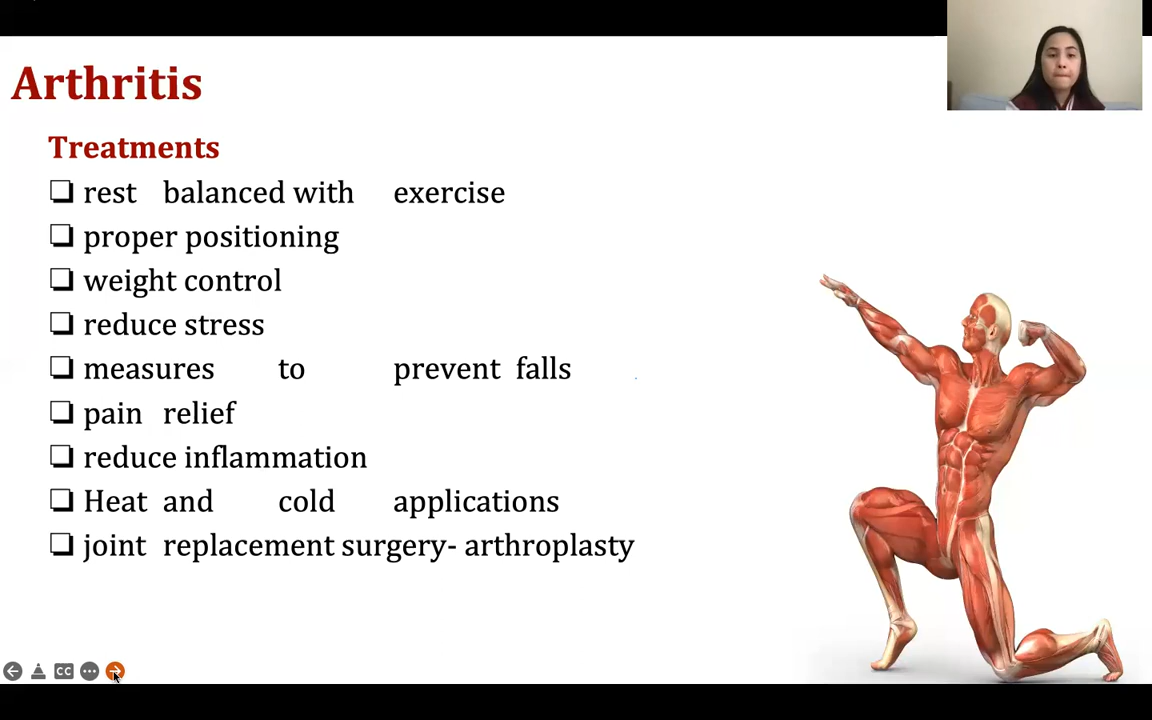 Arthritis
Treatments
❑ rest balanced with exercise
❑ proper positioning
❑ weight control
❑ reduce stress
❑ measures to prevent falls
❑ pain relief
❑ reduce inflammation
❑ Heat and cold applications
❑ joint replacement surgery- arthroplasty
CC